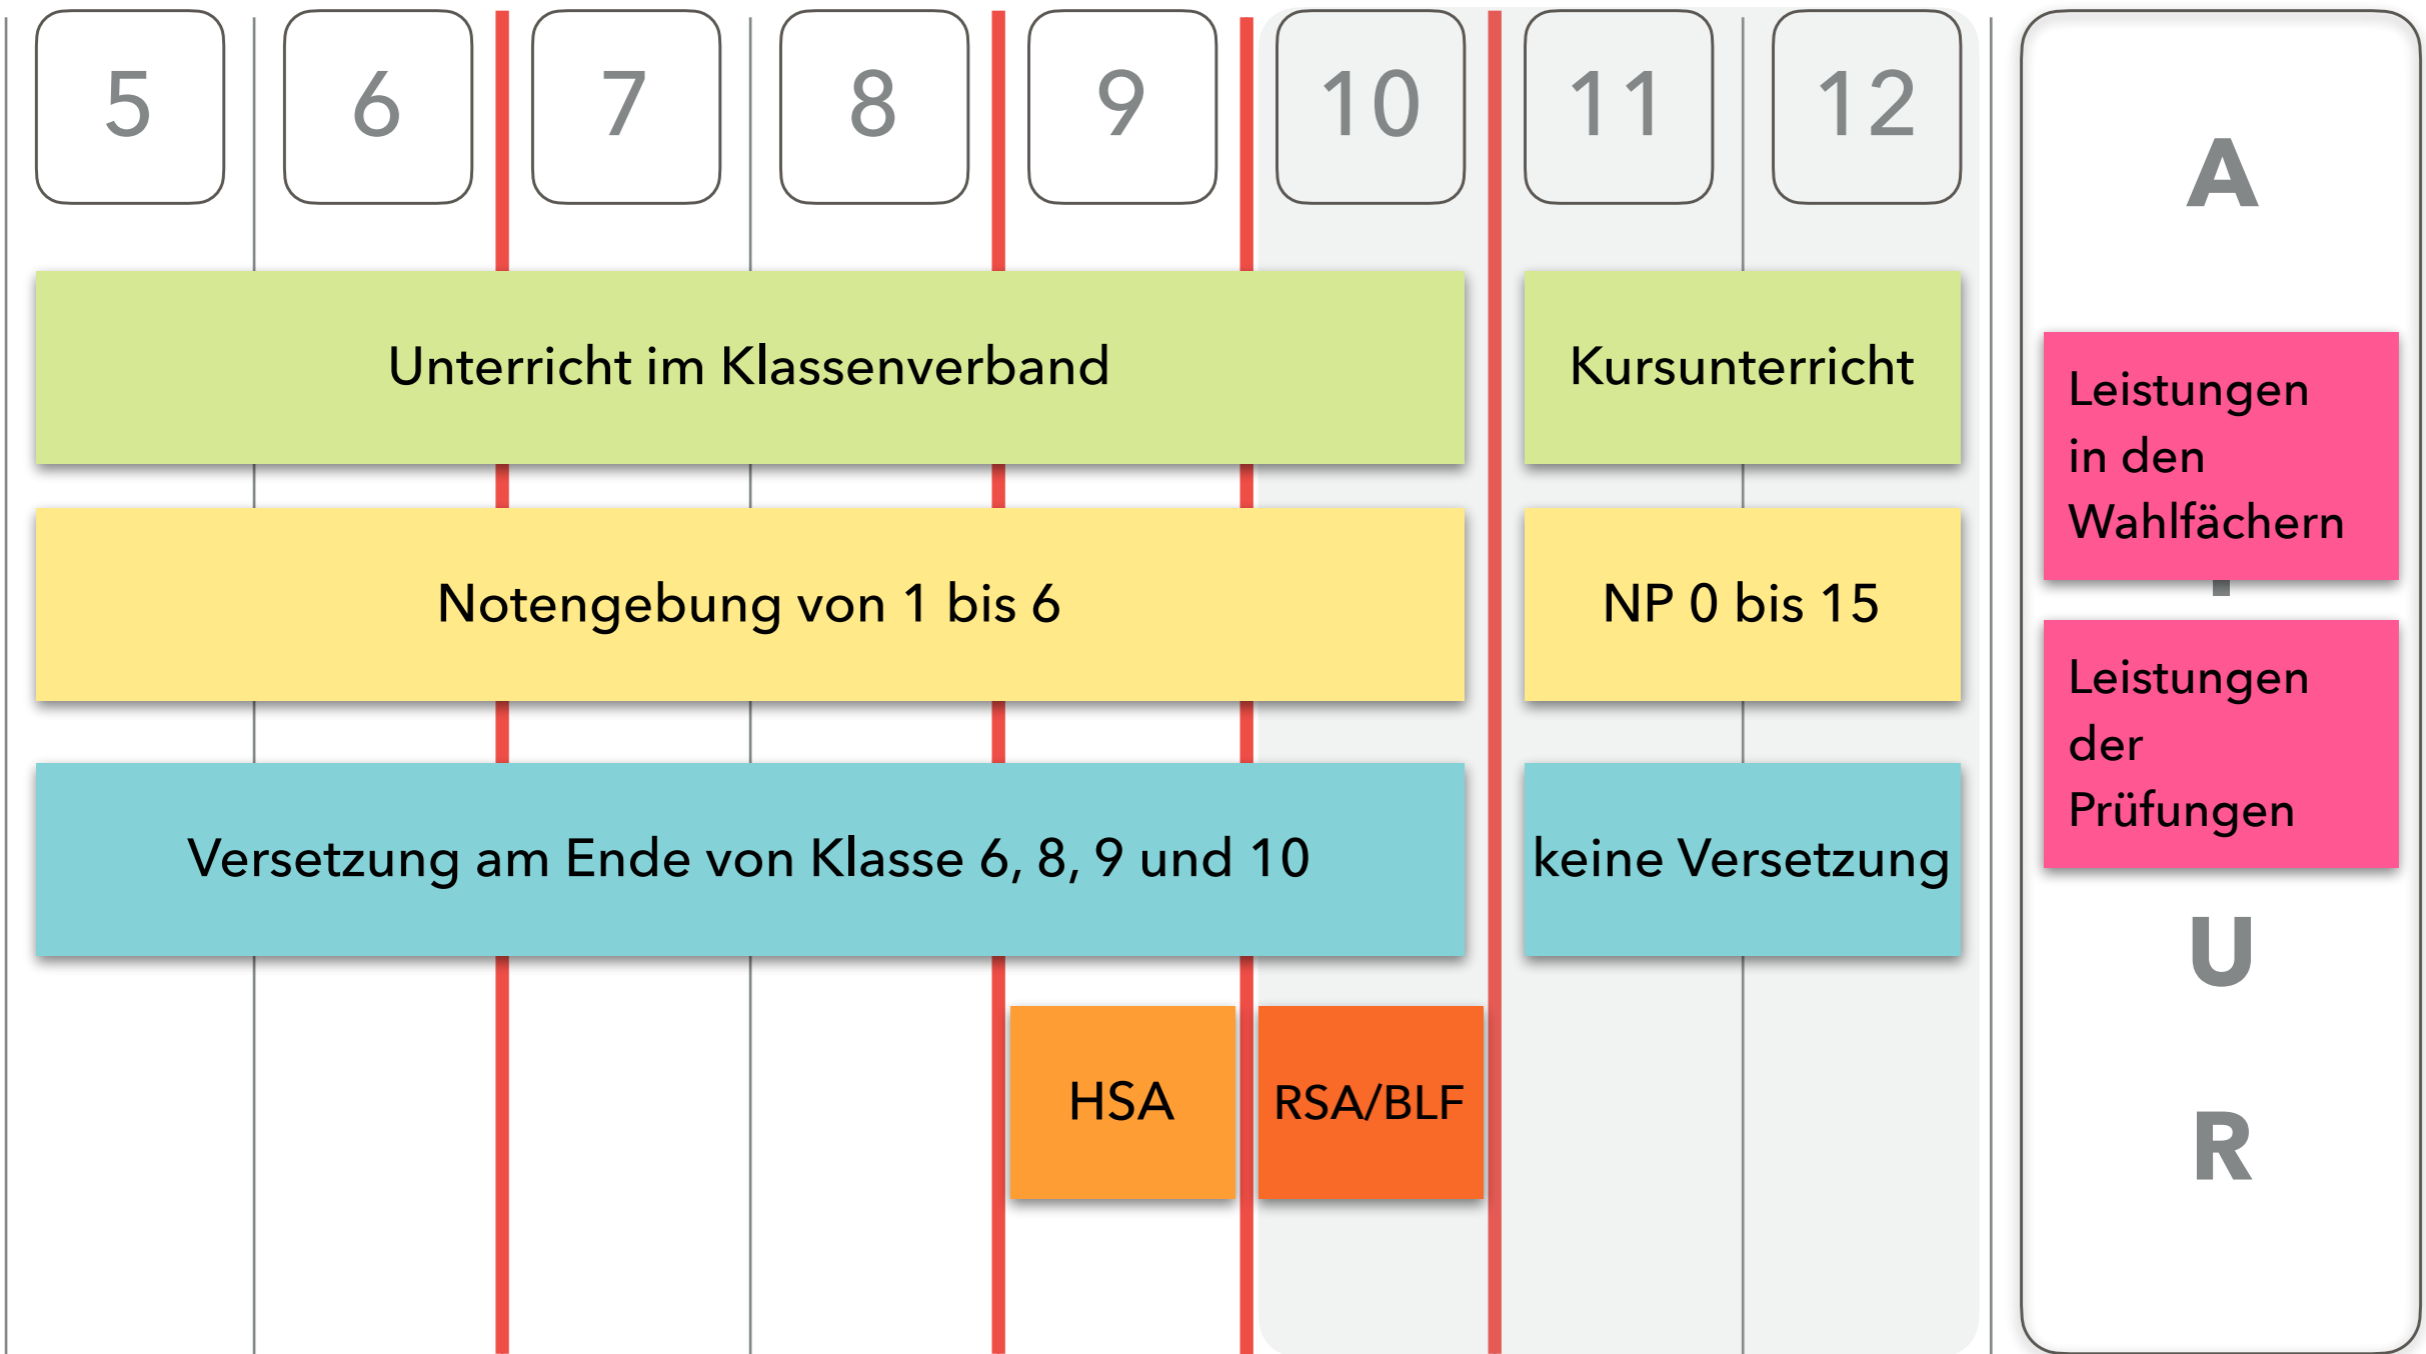 5 6 7 8 9 10 11 12
A
Unterricht im Klassenverband
Kursunterricht
Leistungen
in den
Wahlfächern
Notengebung von 1 bis 6
NP 0 bis 15
Leistungen
der
Prüfungen
Versetzung am Ende von Klasse 6, 8, 9 und 10
keine Versetzung
U
HSA
RSA/BLF
R